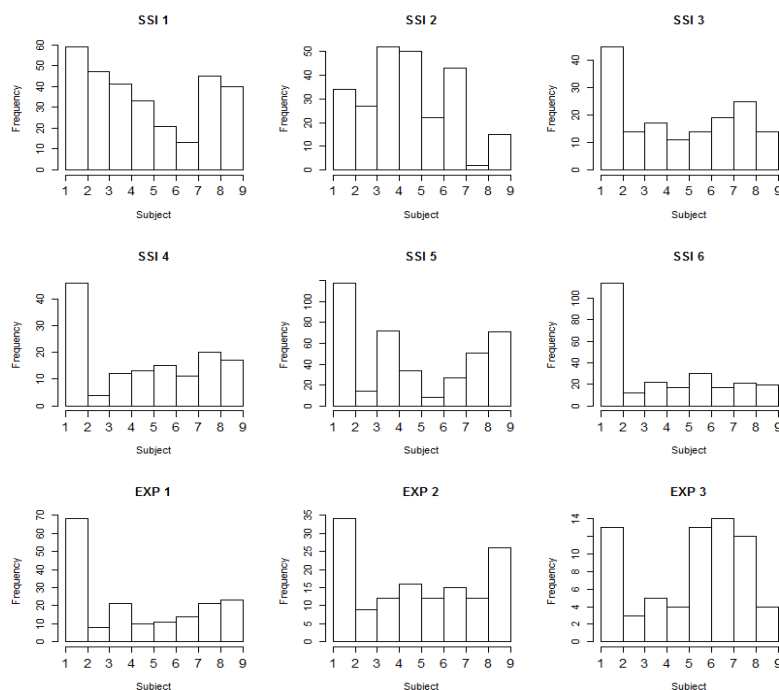 SSI 1
Frequency
0 10 20 30 40 50 60
1 2 3 4 5 6 7 8 9
Subject
SSI 2
Frequency
0 10 20 30 40 50
1 2 3 4 5 6 7 8 9
Subject
SSI 3
Frequency
0 10 20 30 40
1 2 3 4 5 6 7 8 9
Subject
SSI 4
Frequency
0 10 20 30 40
1 2 3 4 5 6 7 8 9
Subject
SSI 5
Frequency
0 20 40 60 80 100
1 2 3 4 5 6 7 8 9
Subject
SSI 6
Frequency
0 20 40 60 80 100
1 2 3 4 5 6 7 8 9
Subject
EXP 1
Frequency
0 10 20 30 40 50 60 70
1 2 3 4 5 6 7 8 9
Subject
EXP 2
Frequency
0 5 10 15 20 25 30 35
1 2 3 4 5 6 7 8 9
Subject
EXP 3
Frequency
0 2 4 6 8 10 14
1 2 3 4 5 6 7 8 9
Subject